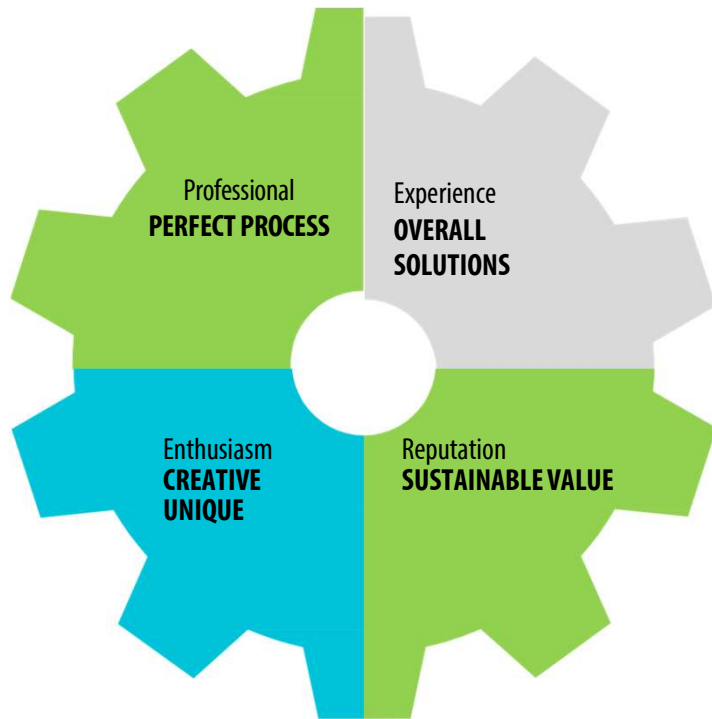 Professional
PERFECT PROCESS
Experience
OVERALL
SOLUTIONS
Enthusiasm
CREATIVE
UNIQUE
Reputation
SUSTAINABLE VALUE